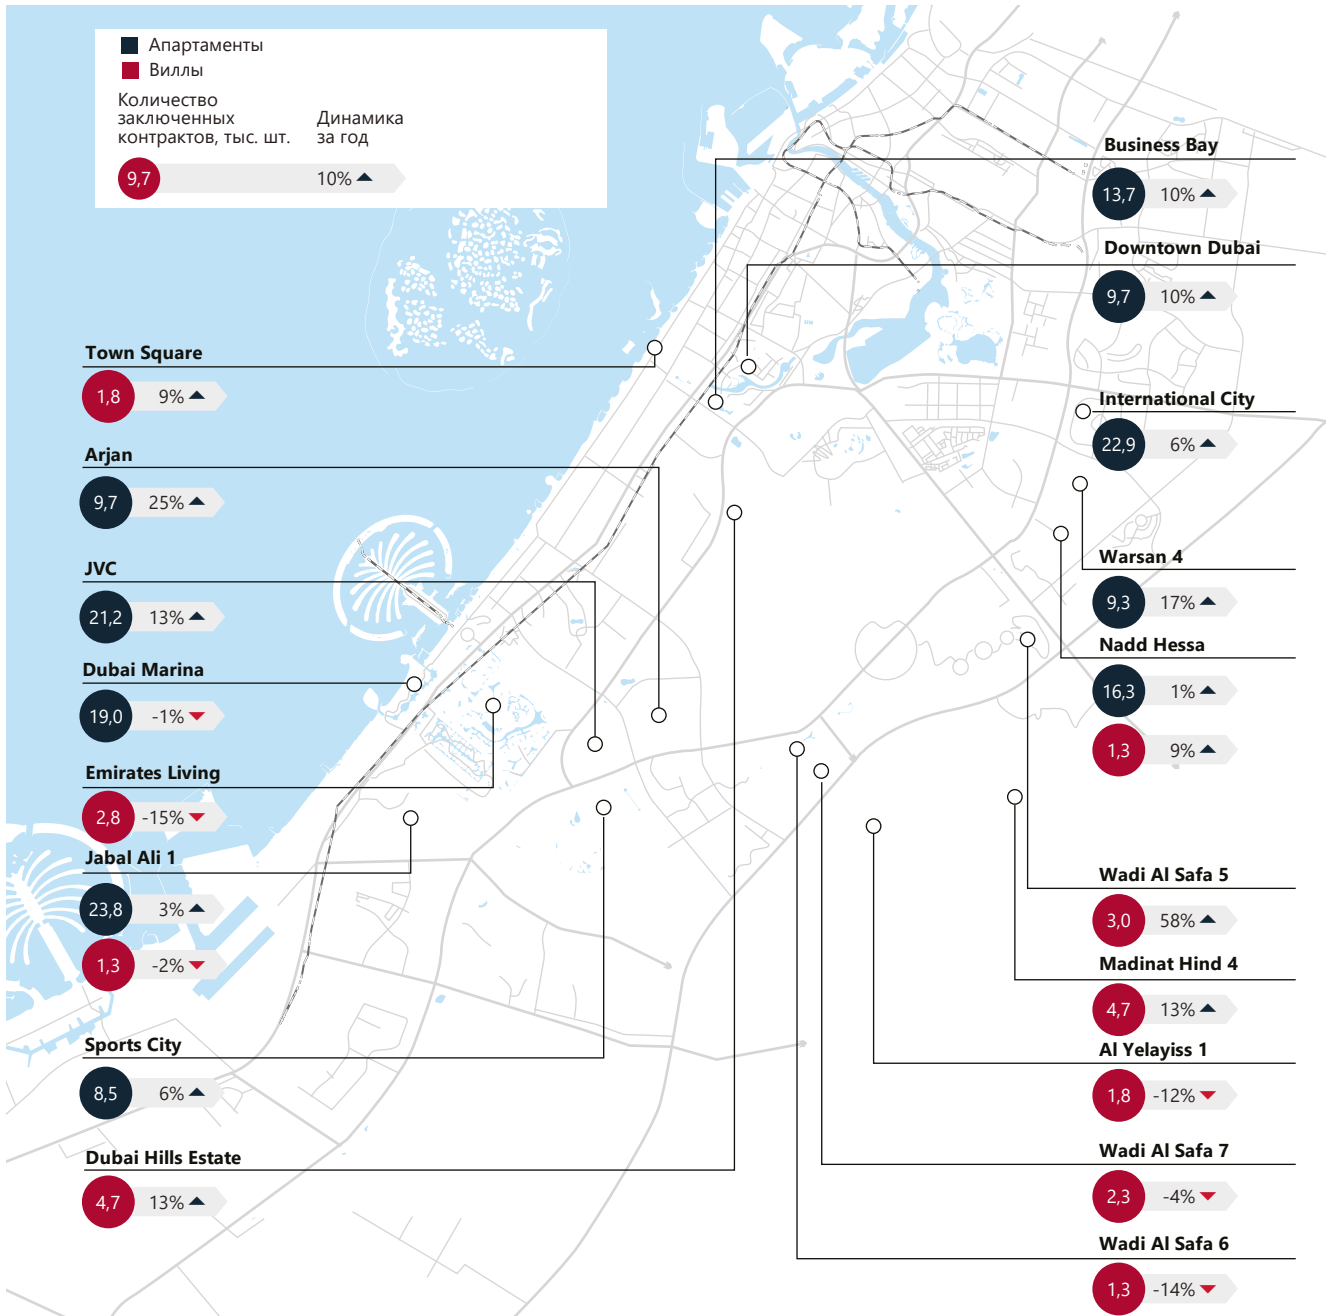 Апартаменты
Виллы
Количество
заключенных
контрактов, тыс. шт.
Динамика
за год
9,7 10%
Town Square
1,8 9%
Arjan
9,7 25%
JVC
21,2 13%
Dubai Marina
19,0 -1%
Emirates Living
2,8 -15%
Jabal Ali 1
23,8 3%
1,3 -2%
Sports City
8,5 6%
Dubai Hills Estate
4,7 13%
Business Bay
13,7 10%
Downtown Dubai
9,7 10%
International City
22,9 6%
Warsan 4
9,3 17%
Nadd Hessa
16,3 1%
1,3 9%
Wadi Al Safa 5
3,0 58%
Madinat Hind 4
4,7 13%
Al Yelayiss 1
1,8 -12%
Wadi Al Safa 7
2,3 -4%
Wadi Al Safa 6
1,3 -14%